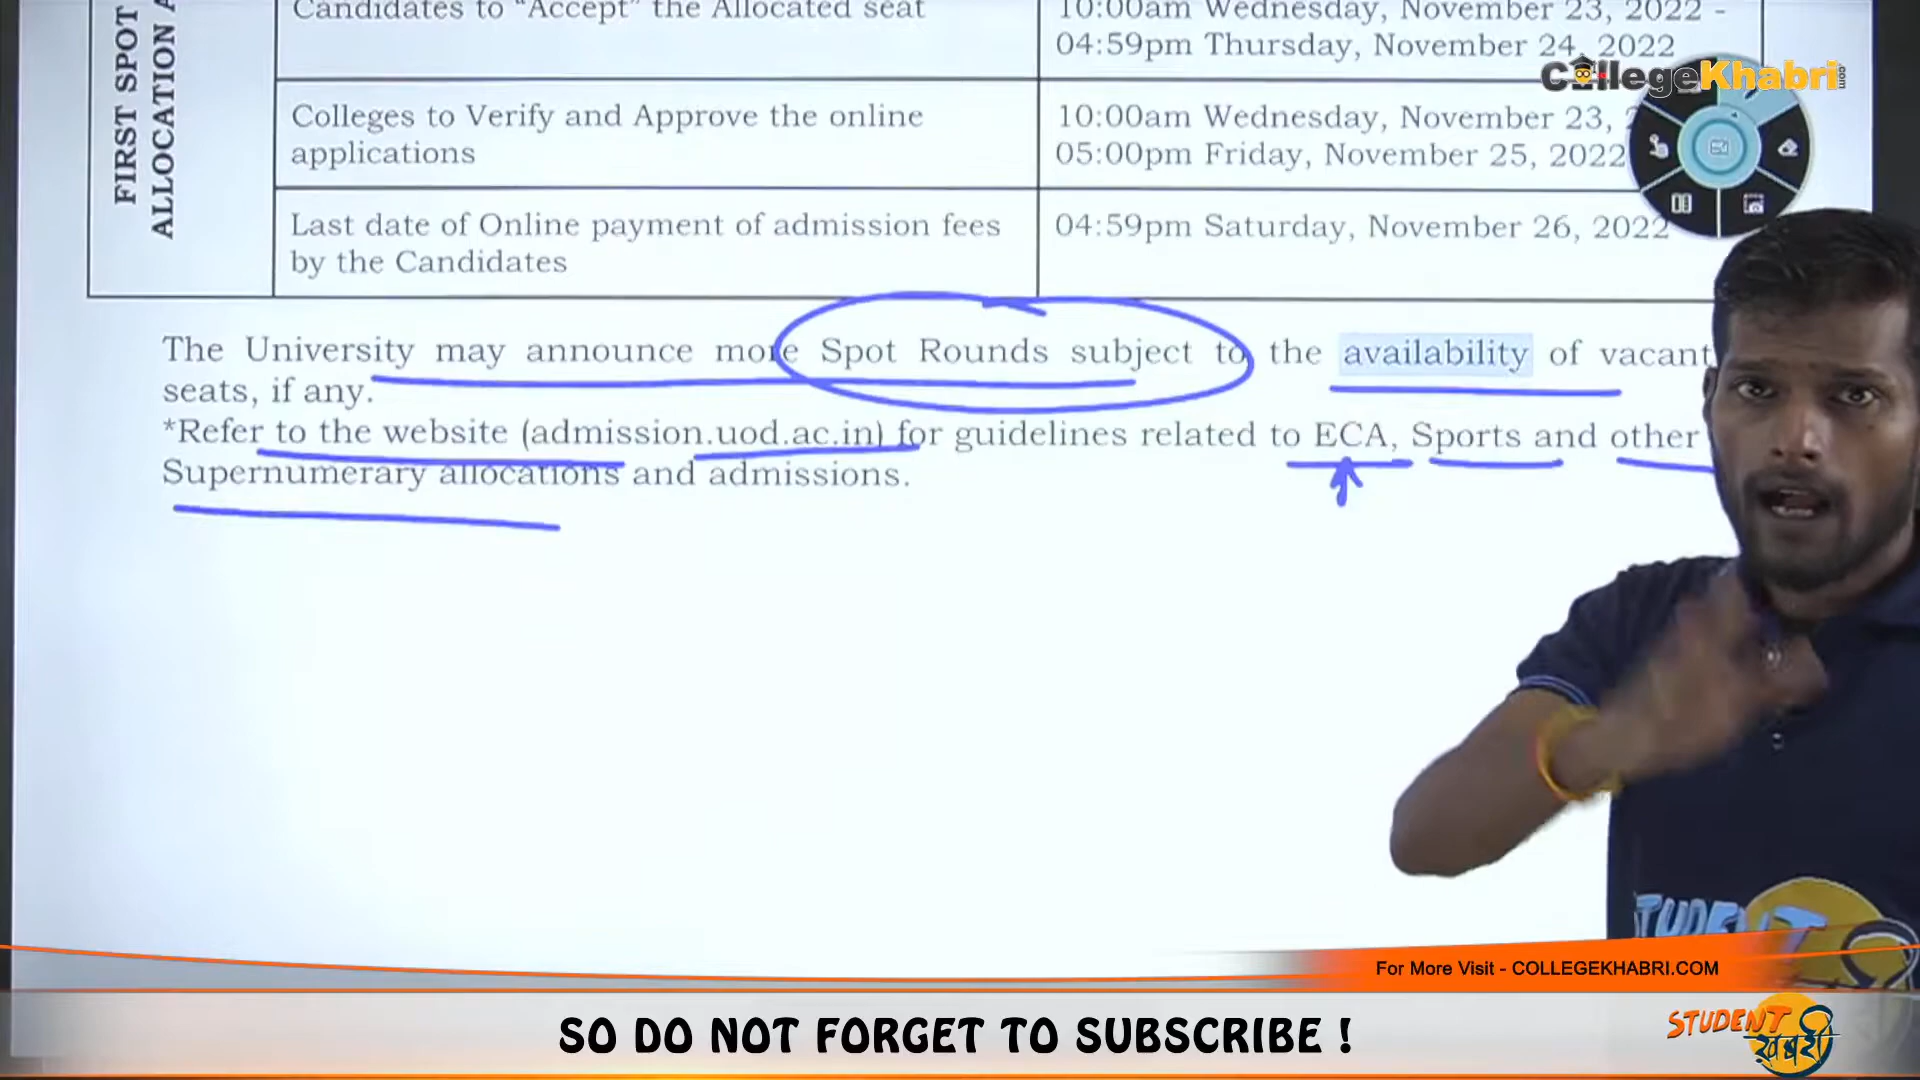 FIRST SPOT
ALLOCATION A
Candidates to "Accept" the Allocated seat
10:00am Wednesday, November 23, 2022 -
04:59pm Thursday, November 24, 2022
CollegeKhabri.com
Colleges to Verify and Approve the online
applications
10:00am Wednesday, November 23,
05:00pm Friday, November 25, 2022
Last date of Online payment of admission fees
by the Candidates
04:59pm Saturday, November 26, 2022
The University may announce more Spot Rounds subject to the availability of vacant
seats, if any.
*Refer to the website (admission.uod.ac.in) for guidelines related to ECA, Sports and other
Supernumerary allocations and admissions.
STUDENT
For More Visit - COLLEGEKHABRI.COM
SO DO NOT FORGET TO SUBSCRIBE !
STUDENT
ख़बरी